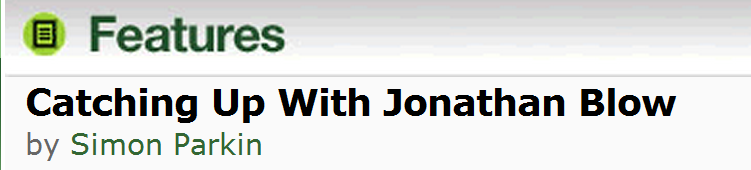 Features
Catching Up With Jonathan Blow
by Simon Parkin